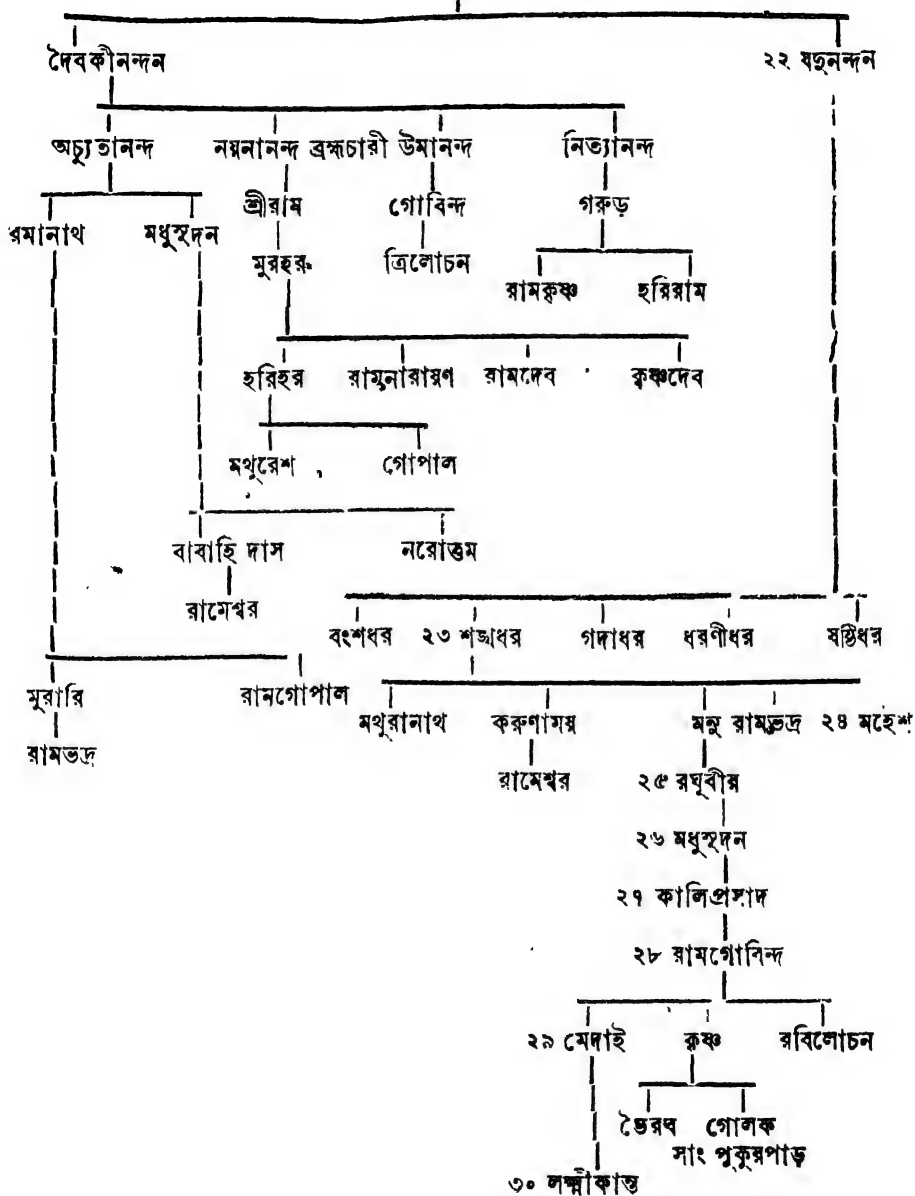 দৈবকীনন্দন ২২ যদুনন্দন
অচ্যুতানন্দ নয়নানন্দ ব্রহ্মচারী উমানন্দ নিত্যানন্দ
শ্রীরাম গোবিন্দ গরুড়
রমানাথ মধুসূদন
মুরহর ত্রিলোচন
রামকৃষ্ণ হরিরাম
হরিহর রামনারায়ণ রামদেব কৃষ্ণদেব
মথুরেশ গোপাল
বাবাহি দাস নরোত্তম
রামেশ্বর
বংশধর ২৩ শঙ্খধর গদাধর ধরণীধর ষষ্ঠিধর
মুরারি রামগোপাল
মথুরানাথ করুণাময় মনু রামভদ্র ২৪ মহেশ
রামভদ্র
রামেশ্বর ২৫ রঘুবীর
২৬ মধুসূদন
২৭ কালিপ্রসাদ
২৮ রামগোবিন্দ
২৯ মেদাই কৃষ্ণ রবিলোচন
ভৈরব গোলক
সাং পুকুরপাড়
৩০ লক্ষ্মীকান্ত